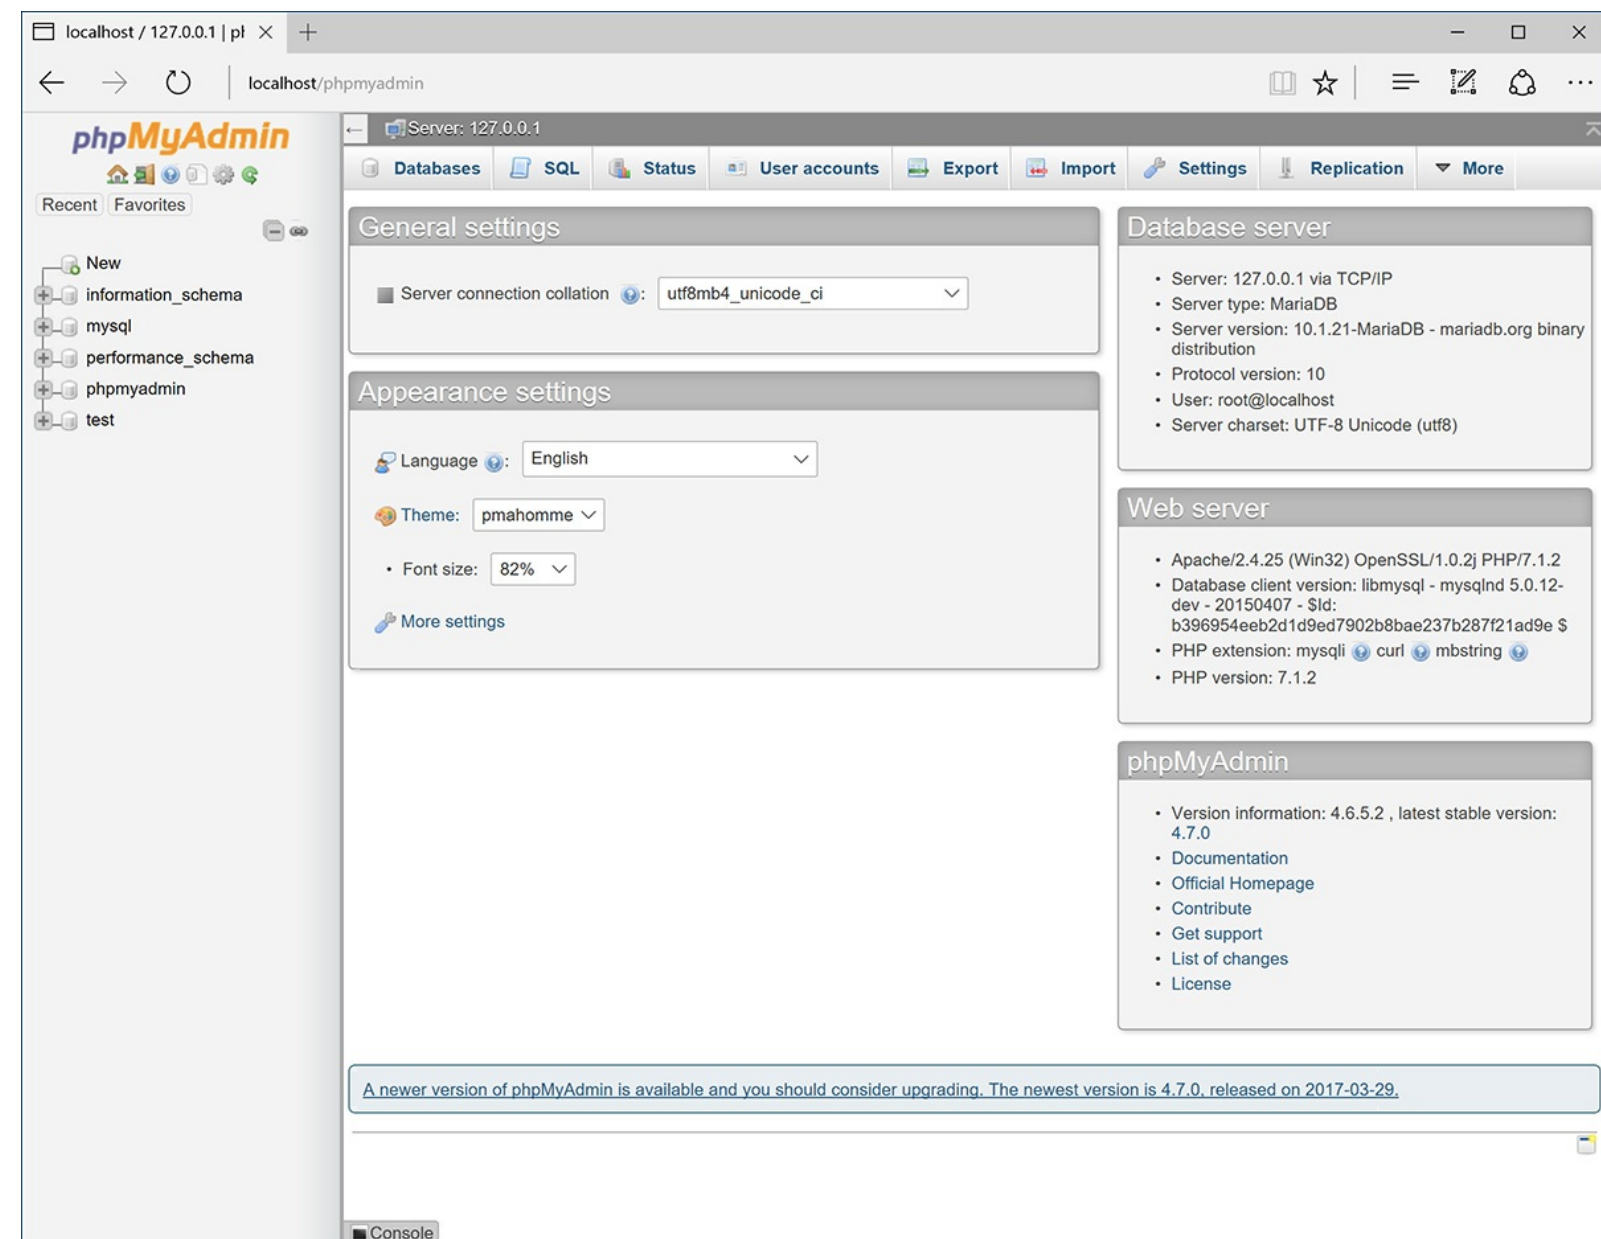 localhost / 127.0.0.1 | pl
localhost/phpmyadmin
phpMyAdmin
Recent Favorites
New
information_schema
mysql
performance_schema
phpmyadmin
test
Server: 127.0.0.1
Databases SQL Status User accounts Export Import Settings Replication More
General settings
Server connection collation : utf8mb4_unicode_ci
Appearance settings
Language : English
Theme: pmahomme
• Font size: 82%
More settings
Database server
• Server: 127.0.0.1 via TCP/IP
• Server type: MariaDB
• Server version: 10.1.21-MariaDB - mariadb.org binary
distribution
• Protocol version: 10
• User: root@localhost
• Server charset: UTF-8 Unicode (utf8)
Web server
• Apache/2.4.25 (Win32) OpenSSL/1.0.2j PHP/7.1.2
• Database client version: libmysql - mysqlnd 5.0.12-
dev - 20150407 - $Id:
b396954eeb2d1d9ed7902b8bae237b287f21ad9e $
• PHP extension: mysqli curl mbstring
• PHP version: 7.1.2
phpMyAdmin
• Version information: 4.6.5.2 , latest stable version:
4.7.0
• Documentation
• Official Homepage
• Contribute
• Get support
• List of changes
• License
A newer version of phpMyAdmin is available and you should consider upgrading. The newest version is 4.7.0, released on 2017-03-29.
Console